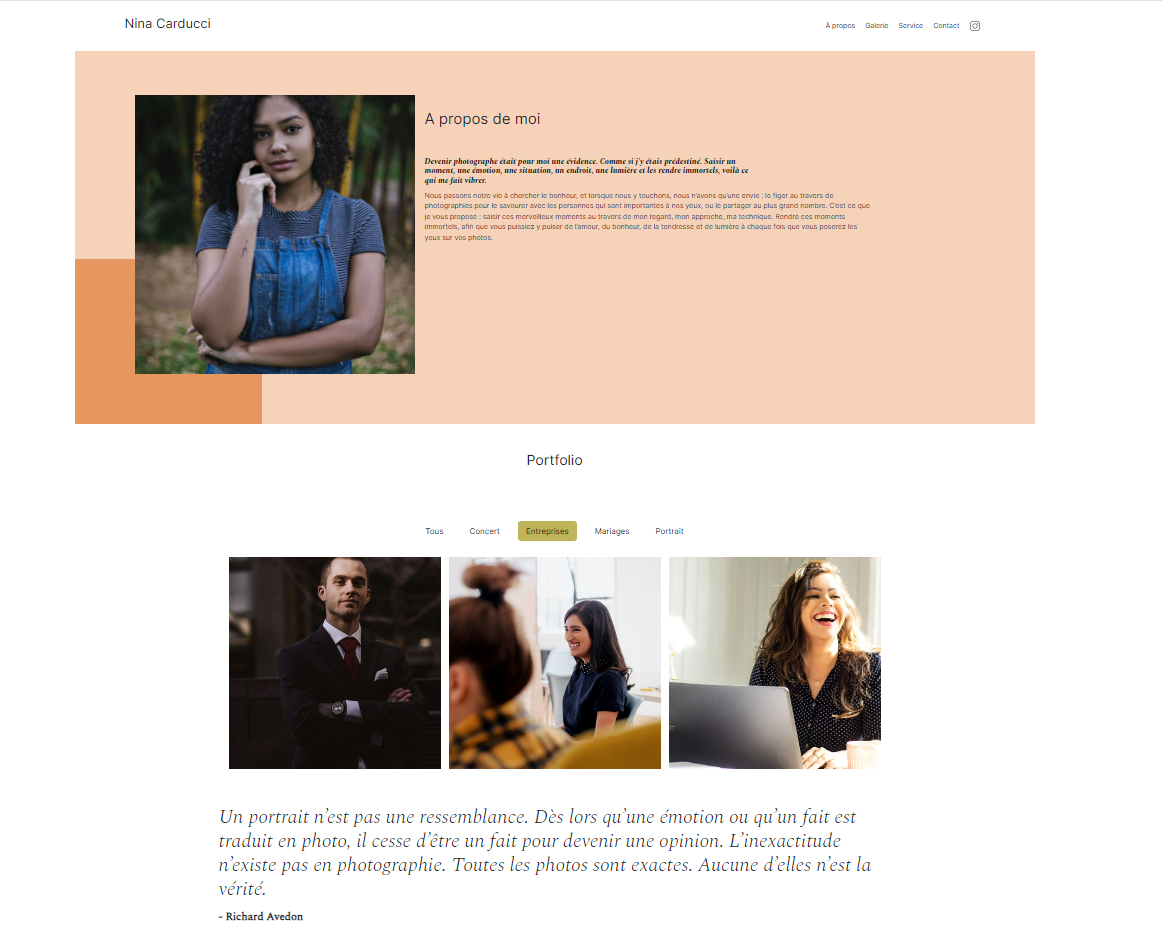 Nina Carducci
À propos Galerie Service Contact
A propos de moi
Devenir photographe était pour moi une évidence. Comme si j'y étais prédestiné. Saisir un
moment, une émotion, une situation, un endroit, une lumière et les rendre immortels, voilà ce
qui me fait vibrer.
Nous passons notre vie à chercher le bonheur, et lorsque nous y touchons, nous n'avons qu'une envie : le figer au travers de
photographies pour le savourer avec les personnes qui sont importantes à nos yeux, ou le partager au plus grand nombre. C'est ce que
je vous propose : saisir ces merveilleux moments au travers de mon regard, mon approche, ma technique. Rendre ces moments
immortels, afin que vous puissiez y puiser de l'amour, du bonheur, de la tendresse et de lumière à chaque fois que vous poserez les
yeux sur vos photos.
Portfolio
Tous Concert Entreprises Mariages Portrait
Un portrait n’est pas une ressemblance. Dès lors qu’une émotion ou qu’un fait est
traduit en photo, il cesse d’être un fait pour devenir une opinion. L’inexactitude
n’existe pas en photographie. Toutes les photos sont exactes. Aucune d’elles n’est la
vérité.
- Richard Avedon